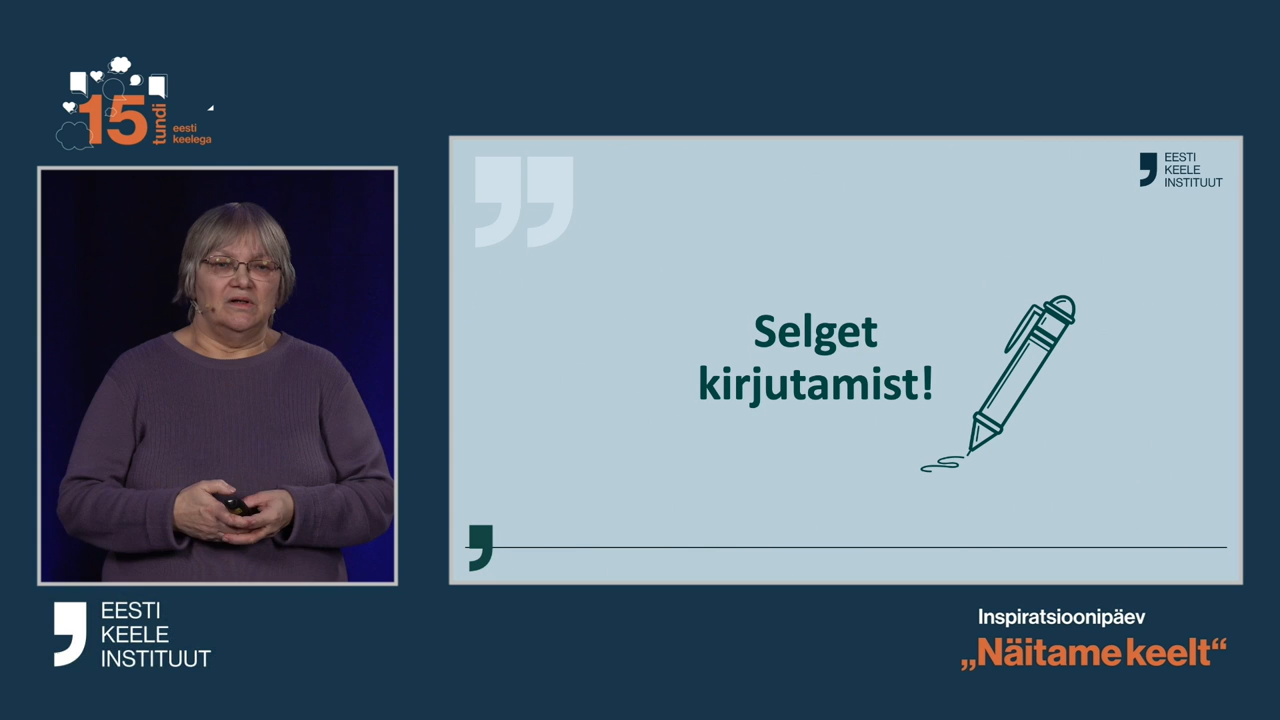 15
tundi
eesti
keelega
EESTI
KEELE
INSTITUUT
Selget
kirjutamist!
EESTI
KEELE
INSTITUUT
Inspiratsioonipäev
„Näitame keelt“